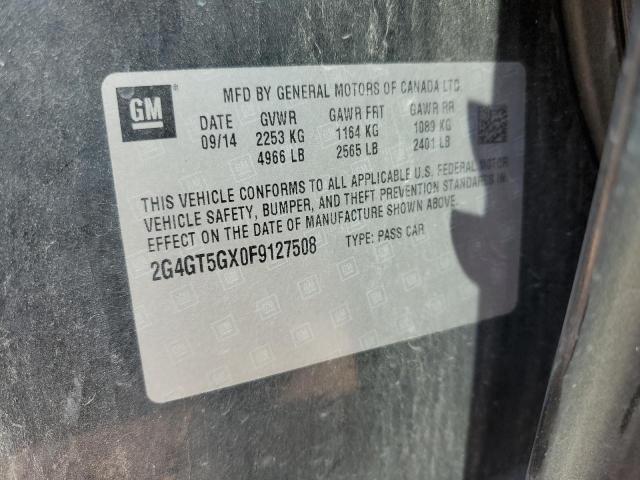 GM
MFD BY GENERAL MOTORS OF CANADA LTD.
DATE GVWR GAWR FRT GAWR RR
09/14 2253 KG 1164 KG 1089 KG
4966 LB 2565 LB 2401 LB
THIS VEHICLE CONFORMS TO ALL APPLICABLE U.S. FEDERAL MOTOR
VEHICLE SAFETY, BUMPER, AND THEFT PREVENTION STANDARDS IN
EFFECT ON THE DATE OF MANUFACTURE SHOWN ABOVE.
2G4GT5GX0F9127508 TYPE: PASS CAR